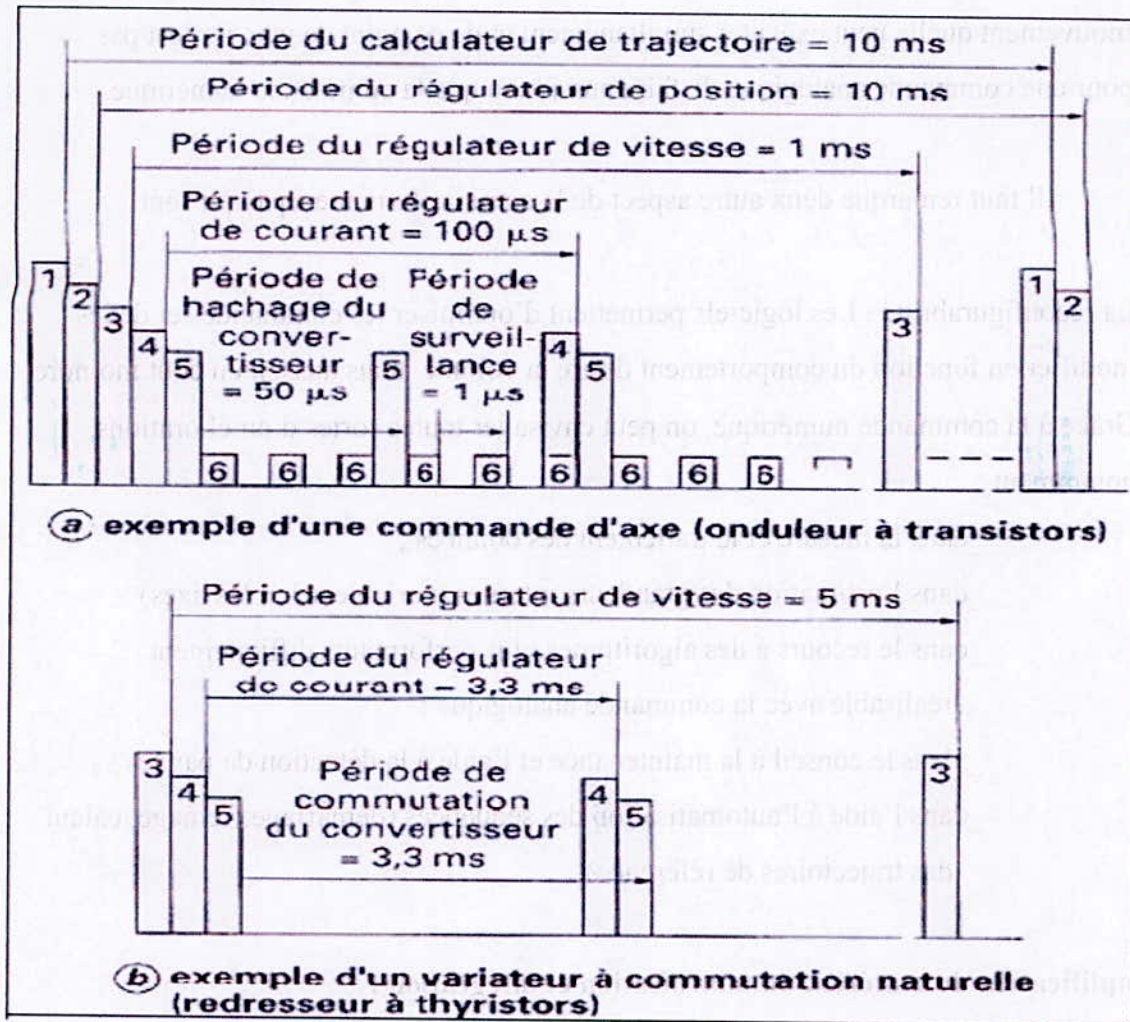 Période du calculateur de trajectoire = 10 ms
Période du régulateur de position = 10 ms
Période du régulateur de vitesse = 1 ms
Période du régulateur
de courant = 100 µs
Période de
hachage du
conver-
tisseur
= 50 µs
Période
de
surveil-
lance
= 1 µs
1 2 3 4 5 5 4 5 3 1 2
6 6 6 6 6 6 6 6 6
a exemple d'une commande d'axe (onduleur à transistors)
Période du régulateur de vitesse = 5 ms
Période du régulateur
de courant – 3,3 ms
Période de
commutation
du convertisseur
= 3,3 ms
3 4 5 4 5 3
b exemple d'un variateur à commutation naturelle
(redresseur à thyristors)